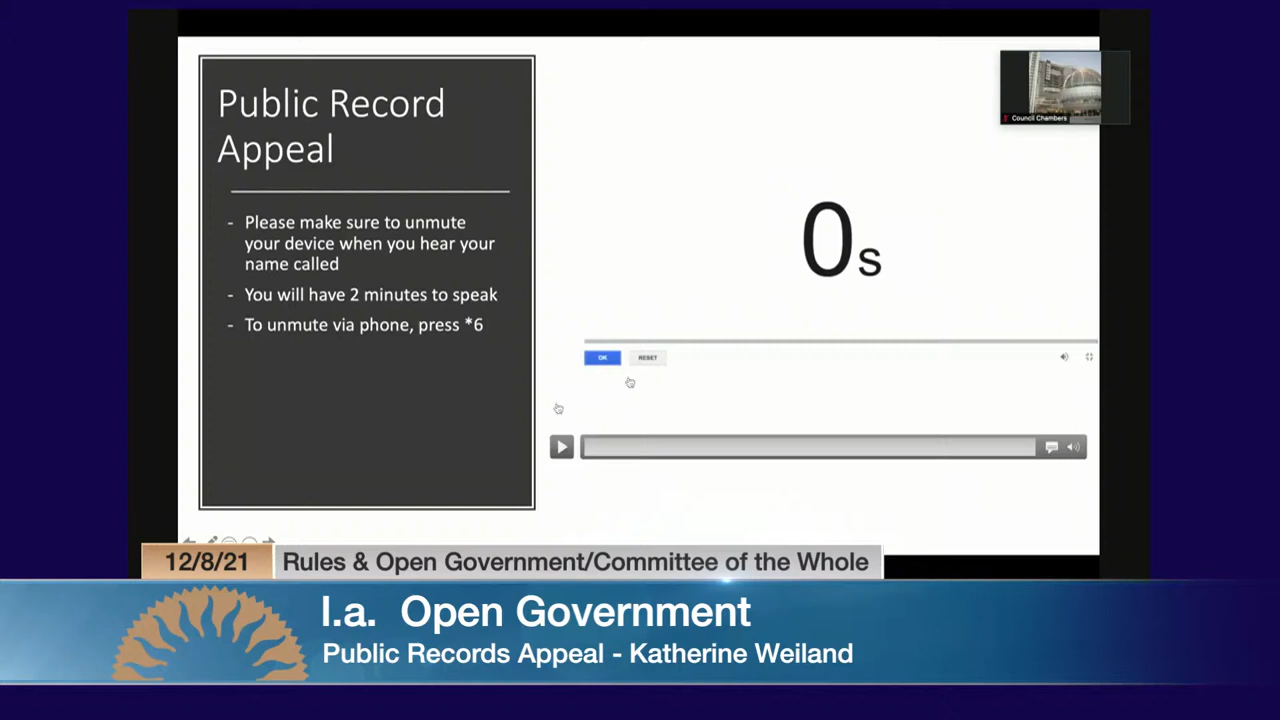 Public Record
Appeal
- Please make sure to unmute
your device when you hear your
name called
- You will have 2 minutes to speak
- To unmute via phone, press *6
Council Chambers
0s
OK
RESET
12/8/21
Rules & Open Government/Committee of the Whole
I.a. Open Government
Public Records Appeal - Katherine Weiland